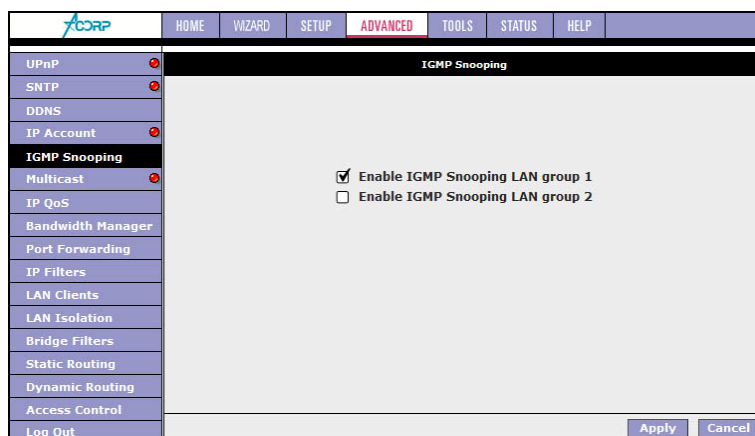 ACORP
HOME WIZARD SETUP ADVANCED TOOLS STATUS HELP
UPnP
SNTP
DDNS
IP Account
IGMP Snooping
Multicast
IP QoS
Bandwidth Manager
Port Forwarding
IP Filters
LAN Clients
LAN Isolation
Bridge Filters
Static Routing
Dynamic Routing
Access Control
Log Out
IGMP Snooping
Enable IGMP Snooping LAN group 1
Enable IGMP Snooping LAN group 2
Apply Cancel